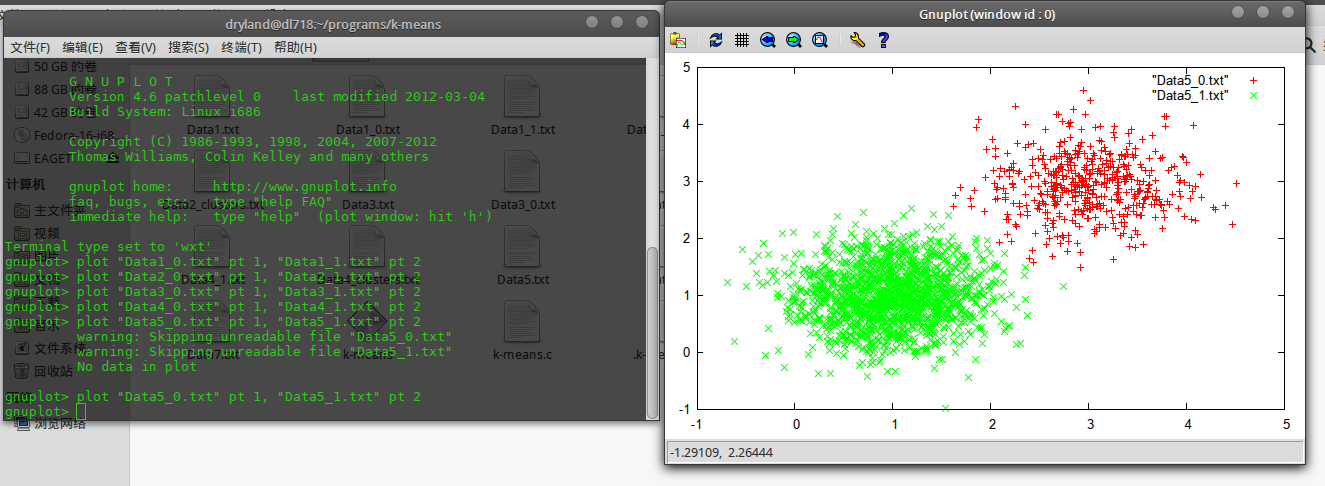 dryland@dl718:~/programs/k-means
文件(F) 编辑(E) 查看(V) 搜索(S) 终端(T) 帮助(H)
G N U P L O T
Version 4.6 patchlevel 0    last modified 2012-03-04
Build System: Linux i686
Copyright (C) 1986-1993, 1998, 2004, 2007-2012
Thomas Williams, Colin Kelley and many others
gnuplot home:     http://www.gnuplot.info
faq, bugs, etc:   type "help FAQ"
immediate help:   type "help"  (plot window: hit 'h')
Terminal type set to 'wxt'
gnuplot> plot "Data1_0.txt" pt 1, "Data1_1.txt" pt 2
gnuplot> plot "Data2_0.txt" pt 1, "Data2_1.txt" pt 2
gnuplot> plot "Data3_0.txt" pt 1, "Data3_1.txt" pt 2
gnuplot> plot "Data4_0.txt" pt 1, "Data4_1.txt" pt 2
gnuplot> plot "Data5_0.txt" pt 1, "Data5_1.txt" pt 2
warning: Skipping unreadable file "Data5_0.txt"
warning: Skipping unreadable file "Data5_1.txt"
No data in plot
gnuplot> plot "Data5_0.txt" pt 1, "Data5_1.txt" pt 2
gnuplot>
50 GB 的卷
88 GB 的卷
42 GB 的卷
Fedora-16-i68
EAGET
计算机
主文件夹
视频
文件系统
回收站
浏览网络
Data1.txt
Data1_0.txt
Data1_1.txt
Data2_clusters.txt
Data3.txt
Data3_0.txt
Data4_1.txt
Data4_clusters.txt
Data5.txt
k-means
k-means.c
Gnuplot (window id : 0)
"Data5_0.txt"
"Data5_1.txt"
5
4
3
2
1
0
-1
-1 0 1 2 3 4 5
-1.29109, 2.26444